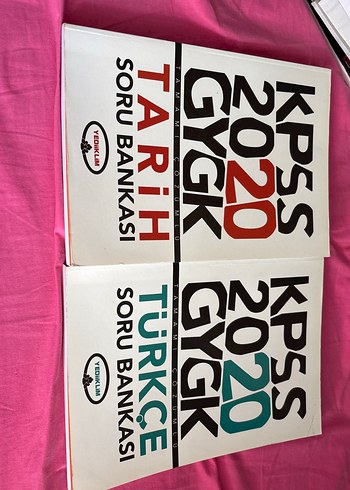 KPSS
2020
GYGK
TAMAMI ÇÖZÜMLÜ
TARİH
SORU BANKASI
YEDİİKLİM
KPSS
2020
GYGK
TAMAMI ÇÖZÜMLÜ
TÜRKÇE
SORU BANKASI
YEDİİKLİM